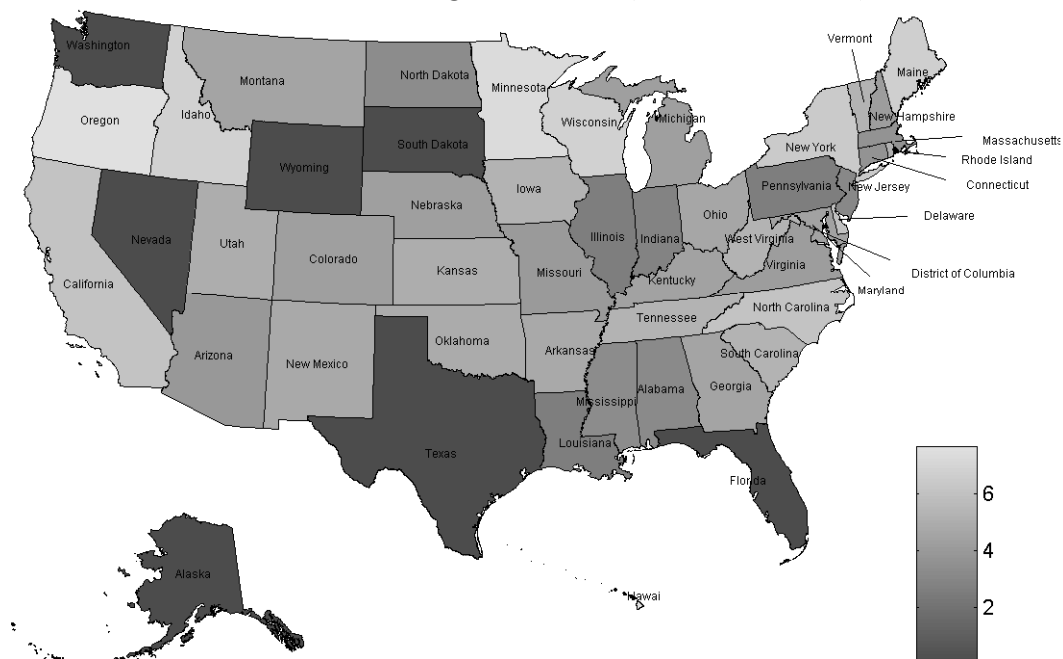 Vermont
Washington
Maine
Montana
North Dakota
Minnesota
Idaho
Oregon
Wisconsin
Michigan
New Hampshire
Massachusetts
New York
South Dakota
Rhode Island
Wyoming
Pennsylvania
New Jersey
Connecticut
Iowa
Nebraska
Ohio
Delaware
Nevada
Utah
Illinois
Indiana
West Virginia
Colorado
Kansas
Missouri
Virginia
District of Columbia
California
Kentucky
Maryland
North Carolina
Tennessee
Oklahoma
Arkansas
South Carolina
Arizona
New Mexico
Georgia
Alabama
Mississippi
Louisiana
Texas
Florida
6
4
2
Alaska
Hawai